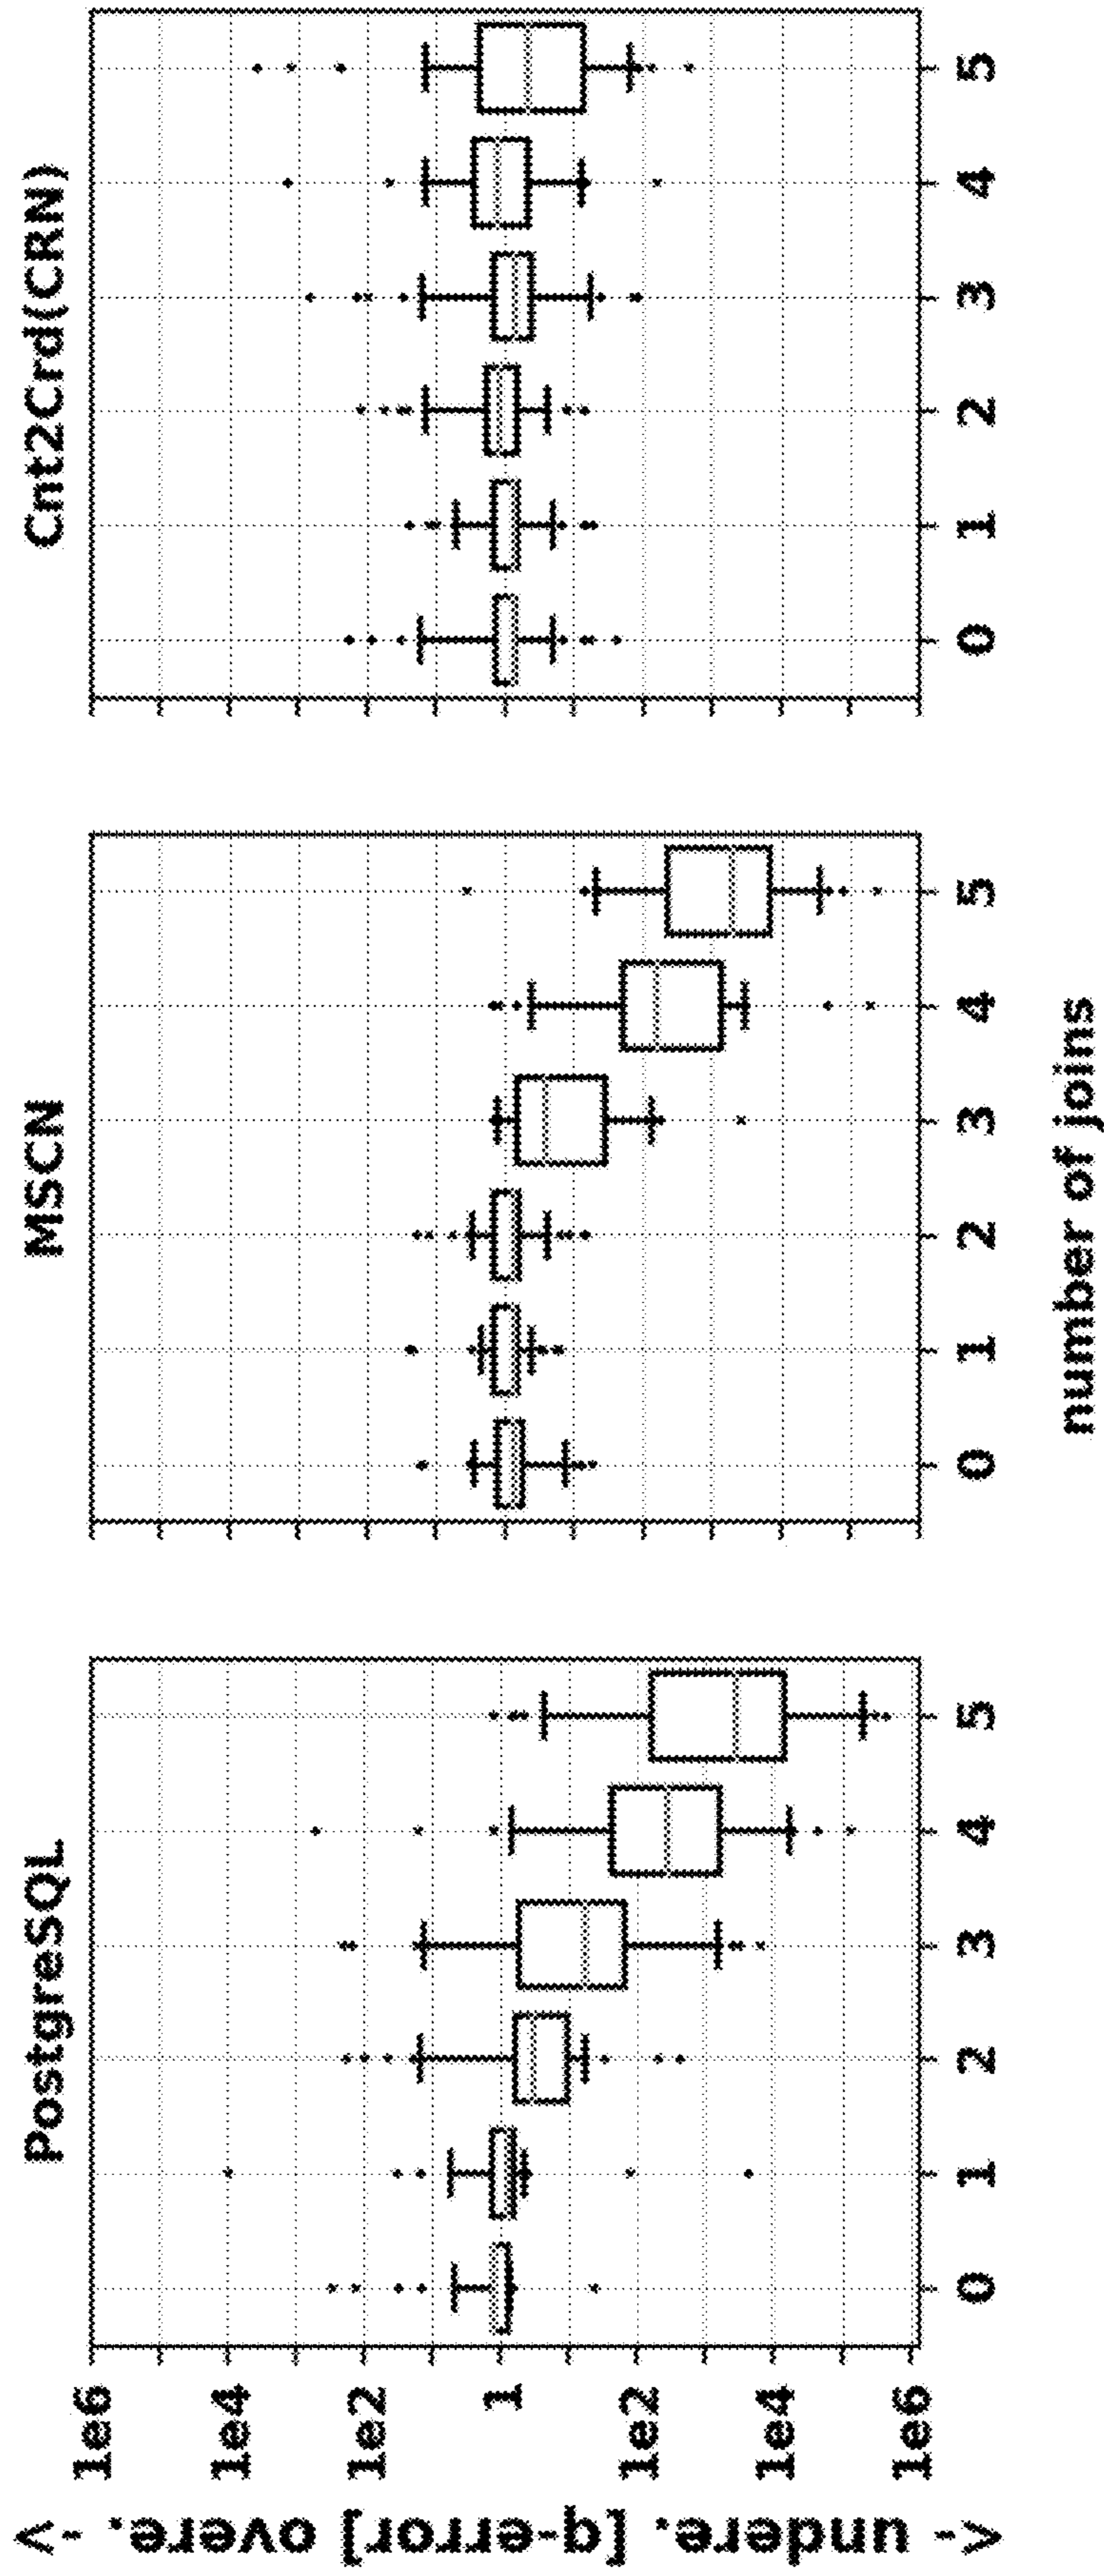 PostgreSQL
MSCN
Cnt2Crd(CRN)
<- undere. [q-error] overe. ->
1e6
1e4
1e2
1
1e2
1e4
1e6
0 1 2 3 4 5
0 1 2 3 4 5
0 1 2 3 4 5
number of joins